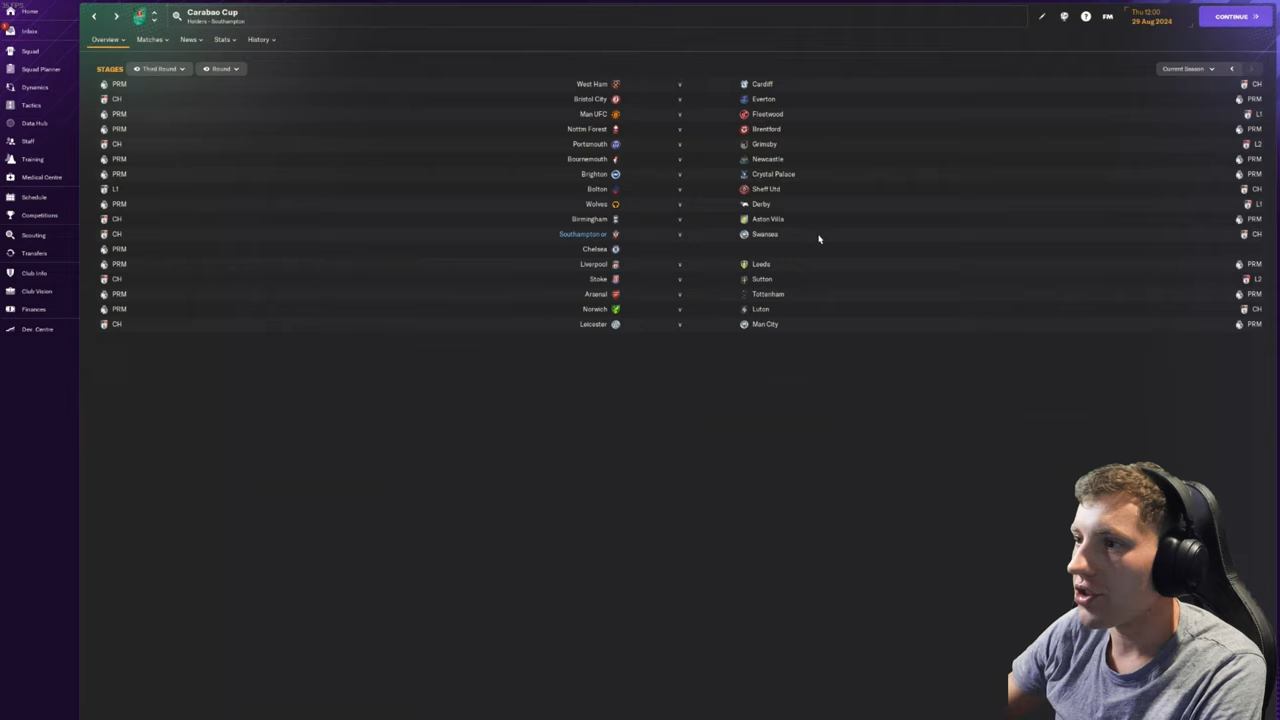 Home
Inbox
Squad
Squad Planner
Dynamics
Tactics
Data Hub
Staff
Training
Medical Centre
Schedule
Competitions
Scouting
Transfers
Club Info
Club Vision
Finances
Dev. Centre
Carabao Cup
Holders - Southampton
FM
Thu 12:00
29 Aug 2024
CONTINUE
Overview Matches News Stats History
STAGES Third Round Round Current Season
PRM West Ham v Cardiff CH
CH Bristol City v Everton PRM
PRM Man UFC v Fleetwood L1
PRM Nottm Forest v Brentford PRM
CH Portsmouth v Grimsby L2
PRM Bournemouth v Newcastle PRM
PRM Brighton v Crystal Palace PRM
L1 Bolton v Sheff Utd CH
PRM Wolves v Derby L1
CH Birmingham v Aston Villa PRM
CH Southampton or v Swansea CH
PRM Chelsea
PRM Liverpool v Leeds PRM
CH Stoke v Sutton L2
PRM Arsenal v Tottenham PRM
PRM Norwich v Luton CH
CH Leicester v Man City PRM